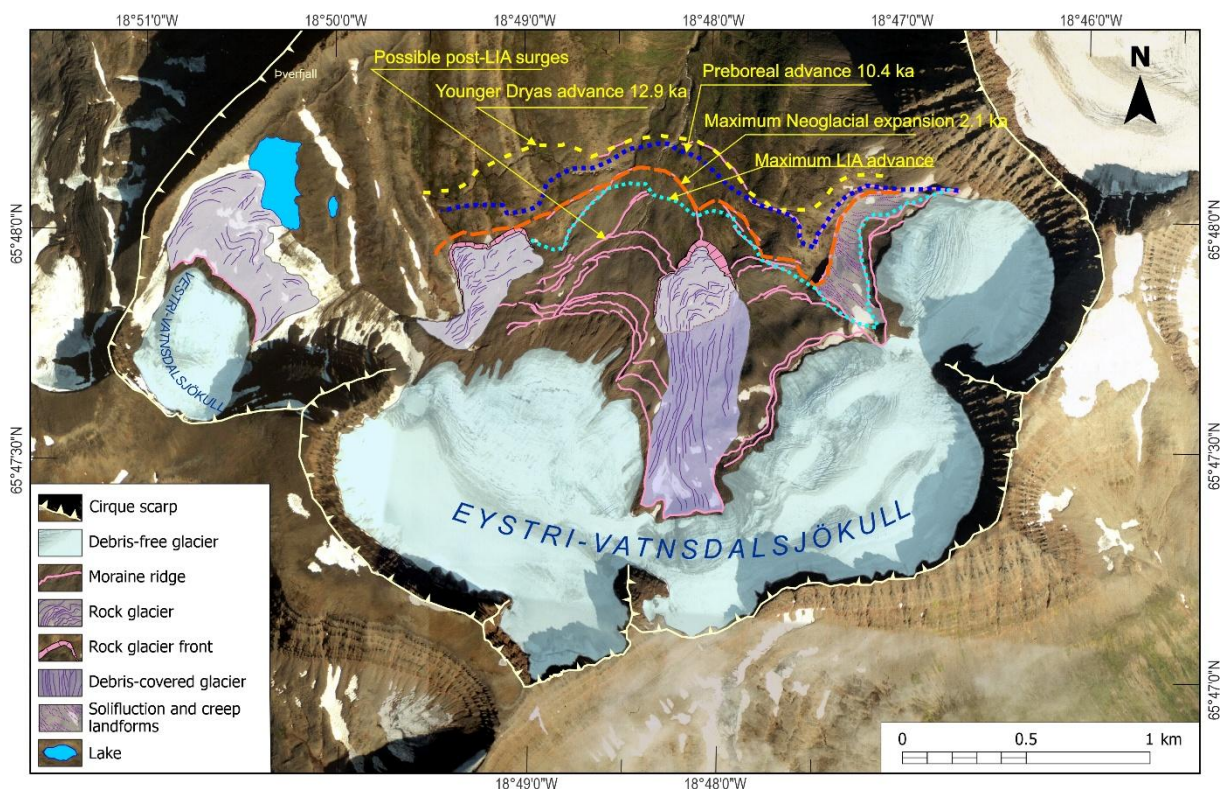 18°51'0"W
18°50'0"W
18°49'0"W
18°48'0"W
18°47'0"W
18°46'0"W
Possible post-LIA surges
Preboreal advance 10.4 ka
N
Þverfjall
Younger Dryas advance 12.9 ka
Maximum Neoglacial expansion 2.1 ka
Maximum LIA advance
65°48'0"N
65°48'0"N
VESTRI-VATNSDALSJÖKULL
65°47'30"N
65°47'30"N
EYSTRI-VATNSDALSJÖKULL
Cirque scarp
Debris-free glacier
Moraine ridge
Rock glacier
Rock glacier front
Debris-covered glacier
Solifluction and creep
landforms
Lake
65°47'0"N
0 0.5 1 km
18°49'0"W
18°48'0"W